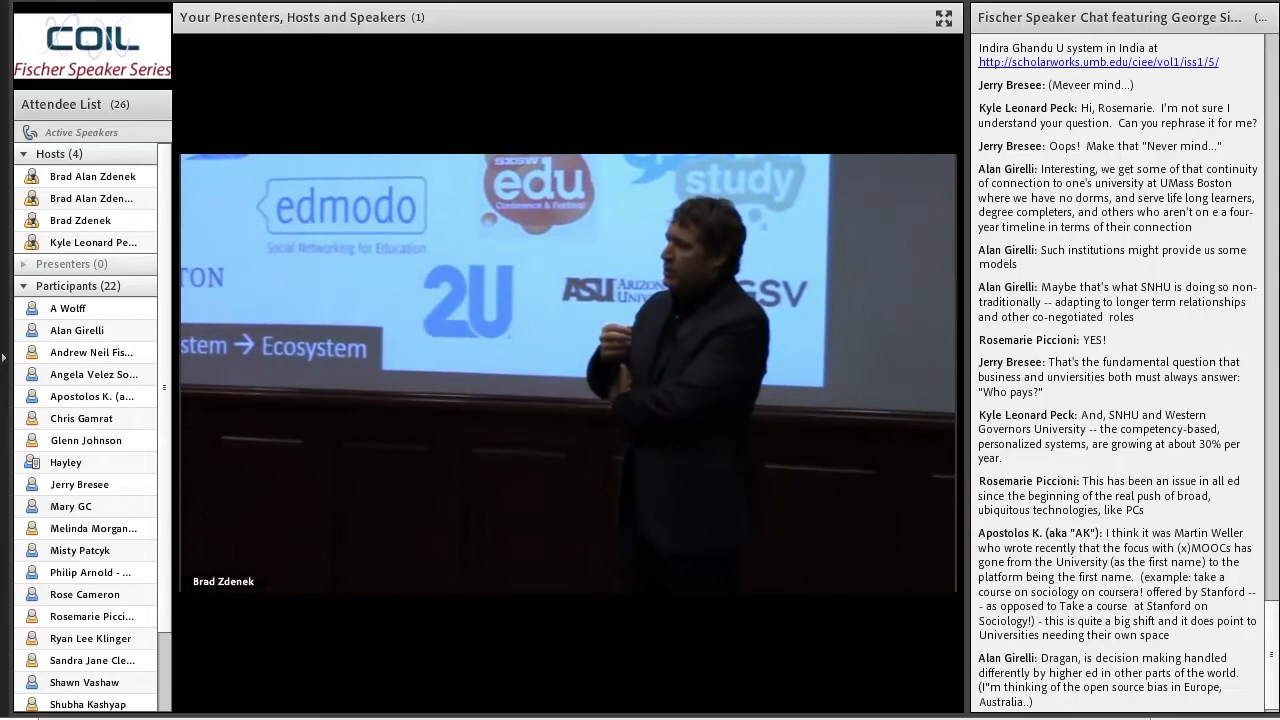 COIL
Fischer Speaker Series
Attendee List (26)
Active Speakers
Hosts (4)
Brad Alan Zdenek
Brad Alan Zden...
Brad Zdenek
Kyle Leonard Pe...
Presenters (0)
Participants (22)
A Wolff
Alan Girelli
Andrew Neil Fis...
Angela Velez So...
Apostolos K. (a...
Chris Gamrat
Glenn Johnson
Hayley
Jerry Bresee
Mary GC
Melinda Morgan...
Misty Patcyk
Philip Arnold - ...
Rose Cameron
Rosemarie Picci...
Ryan Lee Klinger
Sandra Jane Cle...
Shawn Vashaw
Shubha Kashyap
Your Presenters, Hosts and Speakers (1)
sxsw
edu
Conference & Festival
study
edmodo
Social Networking for Education
TON
2U
ASU ARIZON
UNIV
GSV
stem → Ecosystem
Brad Zdenek
Fischer Speaker Chat featuring George Si... (...
Indira Ghandu U system in India at
http://scholarworks.umb.edu/ciee/vol1/iss1/5/
Jerry Bresee: (Meveer mind...)
Kyle Leonard Peck: Hi, Rosemarie. I'm not sure I
understand your question. Can you rephrase it for me?
Jerry Bresee: Oops! Make that "Never mind..."
Alan Girelli: Interesting, we get some of that continuity
of connection to one's university at UMass Boston
where we have no dorms, and serve life long learners,
degree completers, and others who aren't on e a four-
year timeline in terms of their connection
Alan Girelli: Such institutions might provide us some
models
Alan Girelli: Maybe that's what SNHU is doing so non-
traditionally -- adapting to longer term relationships
and other co-negotiated roles
Rosemarie Piccioni: YES!
Jerry Bresee: That's the fundamental question that
business and unviersities both must always answer:
"Who pays?"
Kyle Leonard Peck: And, SNHU and Western
Governors University -- the competency-based,
personalized systems, are growing at about 30% per
year.
Rosemarie Piccioni: This has been an issue in all ed
since the beginning of the real push of broad,
ubiquitous technologies, like PCs
Apostolos K. (aka "AK"): I think it was Martin Weller
who wrote recently that the focus with (x)MOOCs has
gone from the University (as the first name) to the
platform being the first name. (example: take a
course on sociology on coursera! offered by Stanford --
- as opposed to Take a course at Stanford on
Sociology!) - this is quite a big shift and it does point to
Universities needing their own space
Alan Girelli: Dragan, is decision making handled
differently by higher ed in other parts of the world.
(I"m thinking of the open source bias in Europe,
Australia..)